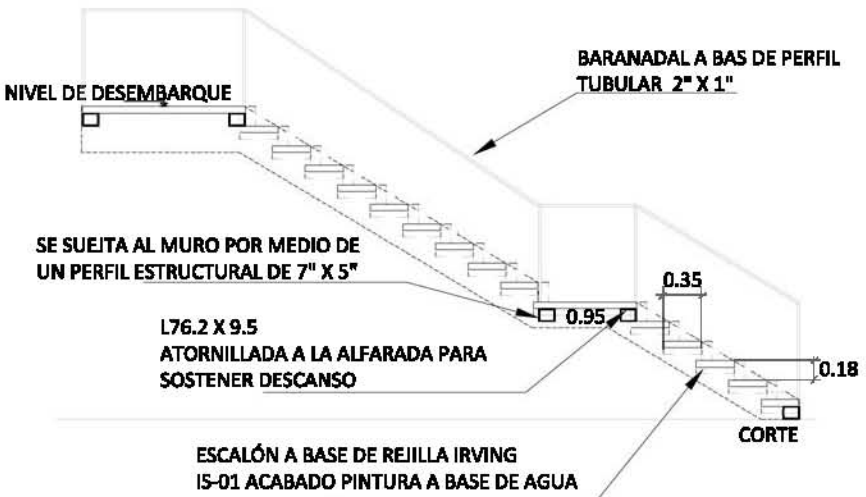 BARANADAL A BAS DE PERFIL
TUBULAR 2" X 1"
NIVEL DE DESEMBARQUE
SE SUEJTA AL MURO POR MEDIO DE
UN PERFIL ESTRUCTURAL DE 7" X 5"
0.35
0.95
L76.2 X 9.5
ATORNILLADA A LA ALFARADA PARA
SOSTENER DESCANSO
0.18
CORTE
ESCALÓN A BASE DE REJILLA IRVING
IS-01 ACABADO PINTURA A BASE DE AGUA